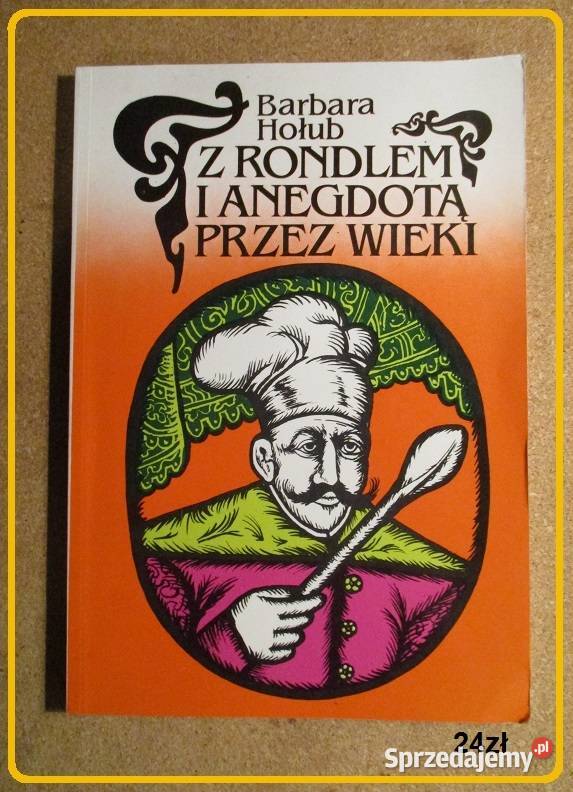 Barbara
Hołub
Z RONDLEM
I ANEGDOTĄ
PRZEZ WIEKI
24zł
Sprzedajemy.pl